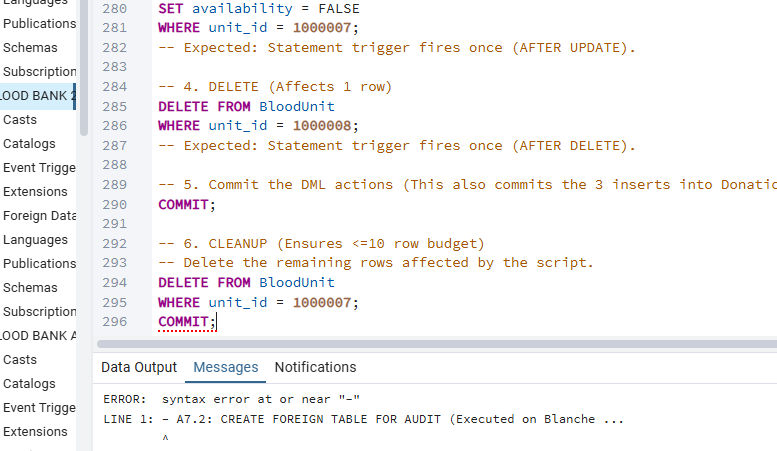 Languages
Publications
Schemas
Subscription
LOOD BANK 2
Casts
Catalogs
Event Trigge
Extensions
Foreign Data
Languages
Publications
Schemas
Subscription
LOOD BANK A
Casts
Catalogs
Event Trigge
Extensions
280 SET availability = FALSE
281 WHERE unit_id = 1000007;
282 -- Expected: Statement trigger fires once (AFTER UPDATE).
283
284 -- 4. DELETE (Affects 1 row)
285 DELETE FROM BloodUnit
286 WHERE unit_id = 1000008;
287 -- Expected: Statement trigger fires once (AFTER DELETE).
288
289 -- 5. Commit the DML actions (This also commits the 3 inserts into Donatio
290 COMMIT;
291
292 -- 6. CLEANUP (Ensures <=10 row budget)
293 -- Delete the remaining rows affected by the script.
294 DELETE FROM BloodUnit
295 WHERE unit_id = 1000007;
296 COMMIT;
Data Output Messages Notifications
ERROR:  syntax error at or near "-"
LINE 1: - A7.2: CREATE FOREIGN TABLE FOR AUDIT (Executed on Blanche ...
^